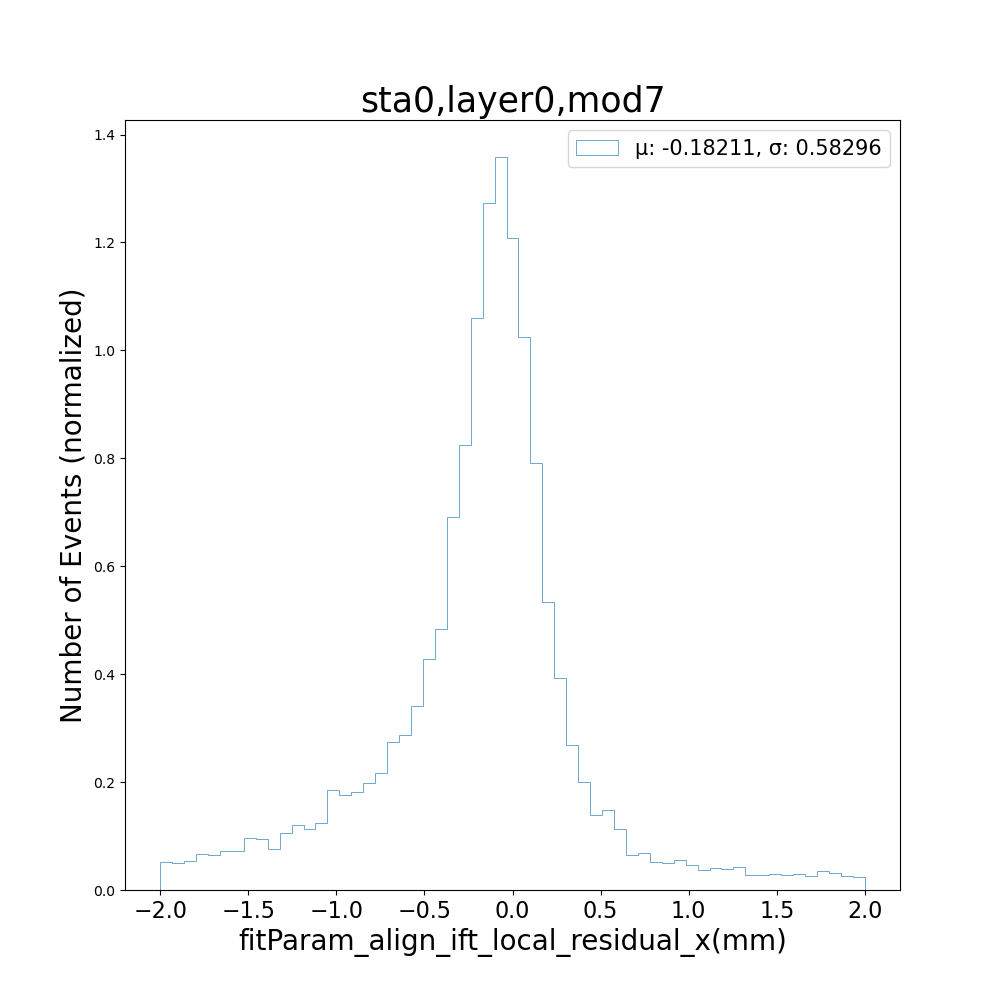 sta0,layer0,mod7
μ: -0.18211, σ: 0.58296
Number of Events (normalized)
1.4
1.2
1.0
0.8
0.6
0.4
0.2
0.0
−2.0 −1.5 −1.0 −0.5 0.0 0.5 1.0 1.5 2.0
fitParam_align_ift_local_residual_x(mm)